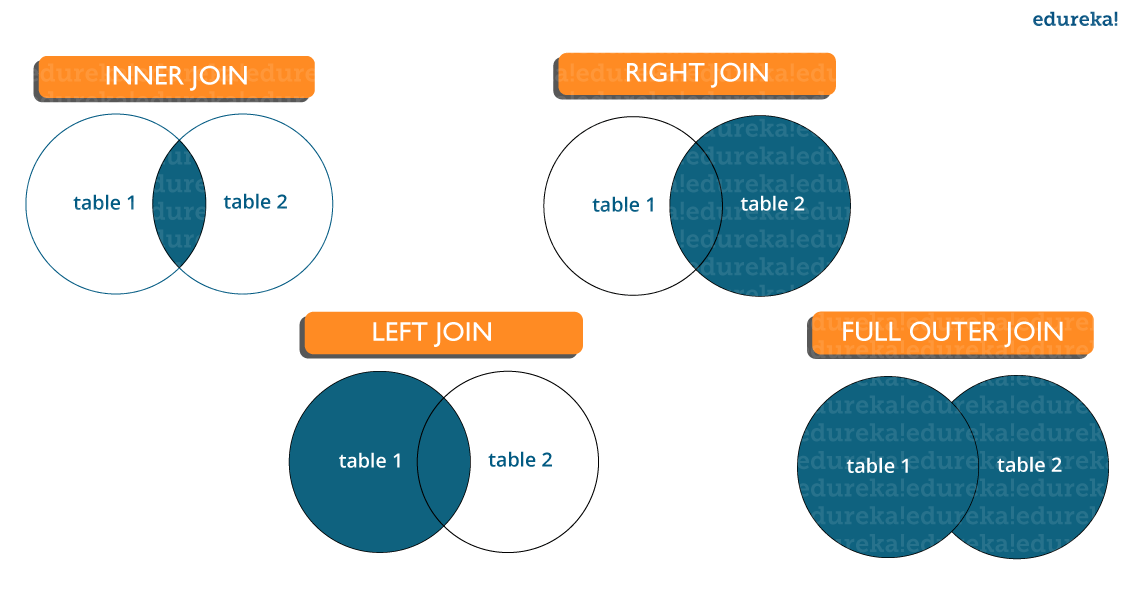 edureka!
INNER JOIN
table 1
table 2
RIGHT JOIN
table 1
table 2
LEFT JOIN
table 1
table 2
FULL OUTER JOIN
table 1
table 2